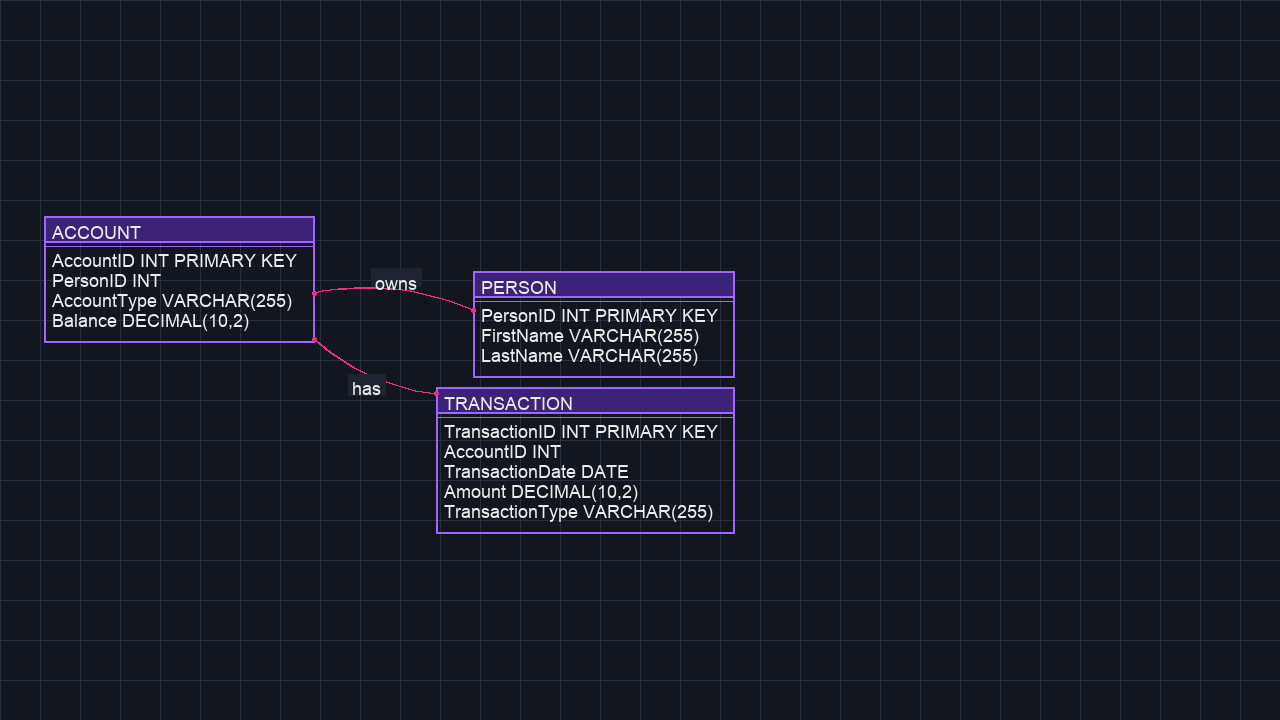 ACCOUNT
AccountID INT PRIMARY KEY
PersonID INT
AccountType VARCHAR(255)
Balance DECIMAL(10,2)
owns
has
PERSON
PersonID INT PRIMARY KEY
FirstName VARCHAR(255)
LastName VARCHAR(255)
TRANSACTION
TransactionID INT PRIMARY KEY
AccountID INT
TransactionDate DATE
Amount DECIMAL(10,2)
TransactionType VARCHAR(255)